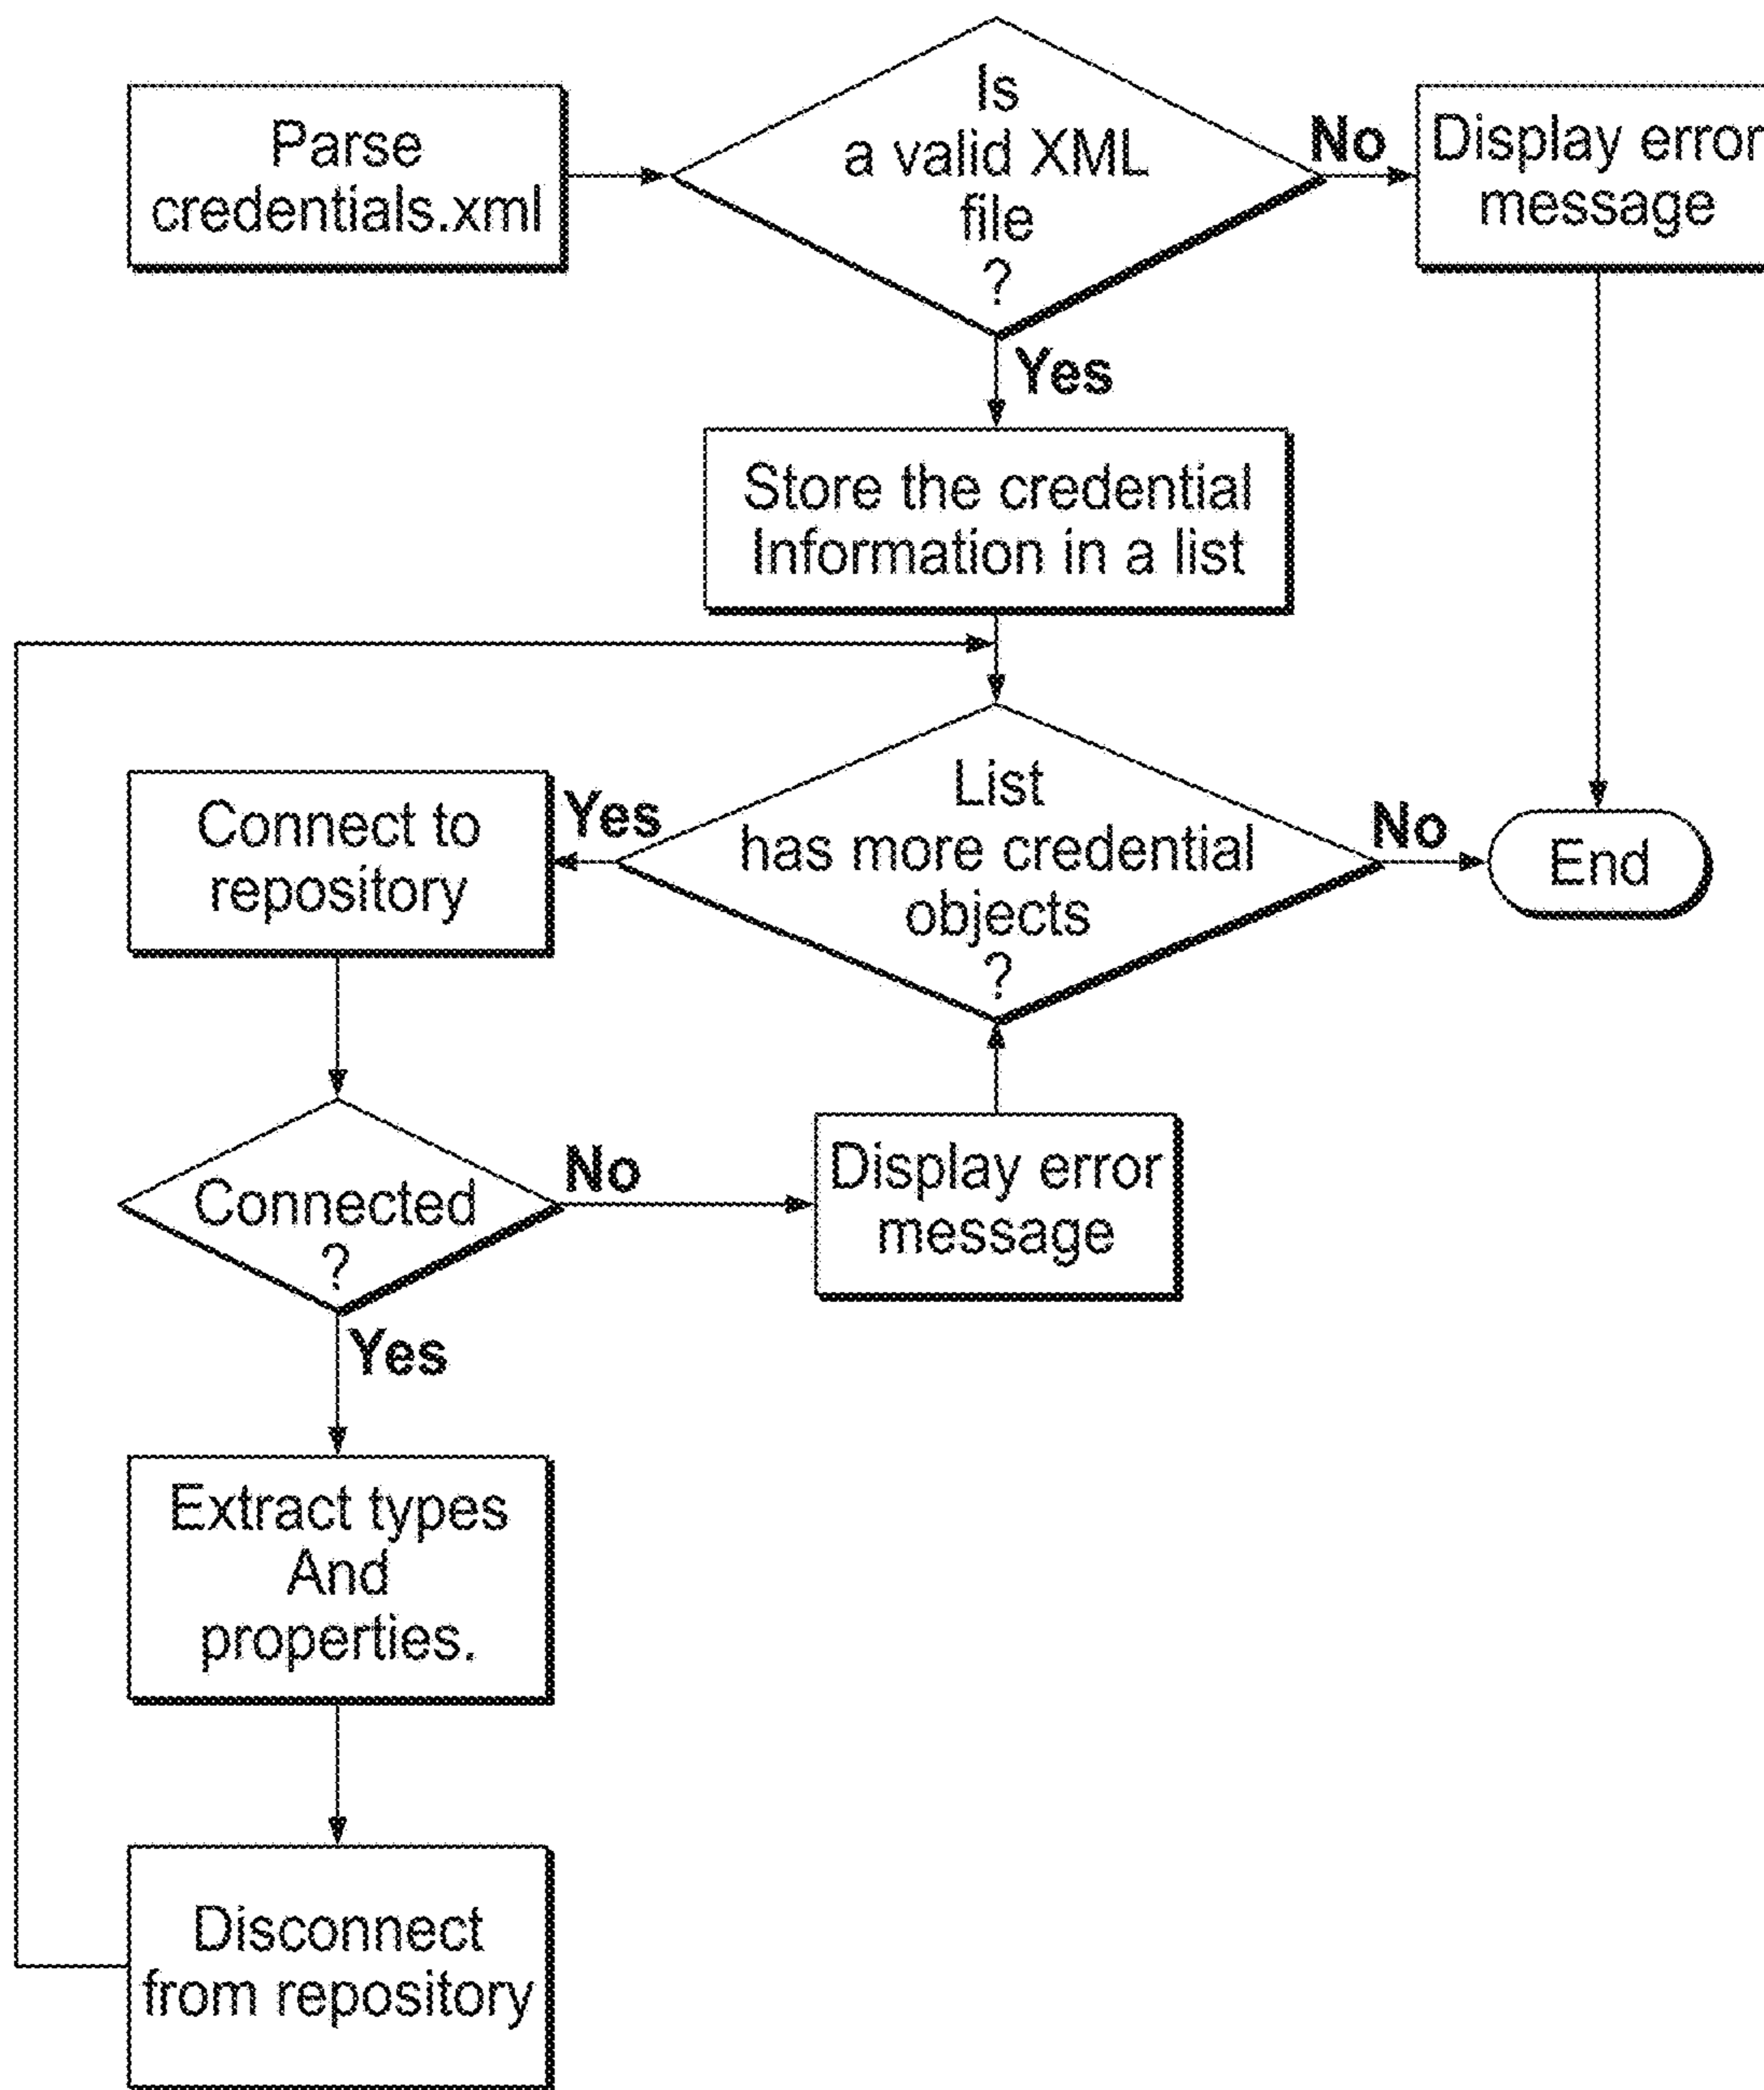 Parse
credentials.xml
Is
a valid XML
file
?
No
Display error
message
Yes
Store the credential
Information in a list
Connect to
repository
Yes
List
has more credential
objects
?
No
End
Connected
?
No
Display error
message
Yes
Extract types
And
properties.
Disconnect
from repository